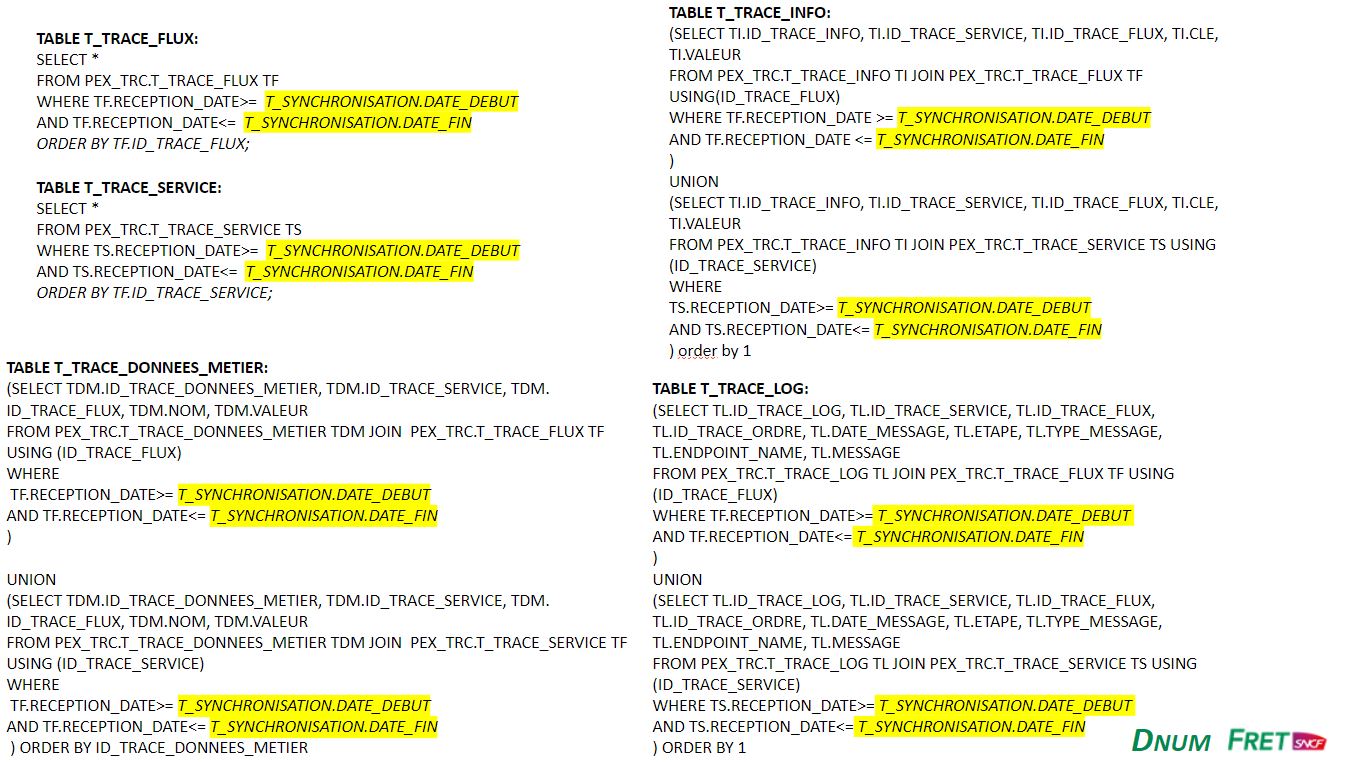 TABLE T_TRACE_FLUX:
SELECT *
FROM PEX_TRC.T_TRACE_FLUX TF
WHERE TF.RECEPTION_DATE>= T_SYNCHRONISATION.DATE_DEBUT
AND TF.RECEPTION_DATE<= T_SYNCHRONISATION.DATE_FIN
ORDER BY TF.ID_TRACE_FLUX;
TABLE T_TRACE_SERVICE:
SELECT *
FROM PEX_TRC.T_TRACE_SERVICE TS
WHERE TS.RECEPTION_DATE>= T_SYNCHRONISATION.DATE_DEBUT
AND TS.RECEPTION_DATE<= T_SYNCHRONISATION.DATE_FIN
ORDER BY TF.ID_TRACE_SERVICE;
TABLE T_TRACE_DONNEES_METIER:
(SELECT TDM.ID_TRACE_DONNEES_METIER, TDM.ID_TRACE_SERVICE, TDM.
ID_TRACE_FLUX, TDM.NOM, TDM.VALEUR
FROM PEX_TRC.T_TRACE_DONNEES_METIER TDM JOIN PEX_TRC.T_TRACE_FLUX TF
USING (ID_TRACE_FLUX)
WHERE
TF.RECEPTION_DATE>= T_SYNCHRONISATION.DATE_DEBUT
AND TF.RECEPTION_DATE<= T_SYNCHRONISATION.DATE_FIN
)
UNION
(SELECT TDM.ID_TRACE_DONNEES_METIER, TDM.ID_TRACE_SERVICE, TDM.
ID_TRACE_FLUX, TDM.NOM, TDM.VALEUR
FROM PEX_TRC.T_TRACE_DONNEES_METIER TDM JOIN PEX_TRC.T_TRACE_SERVICE TF
USING (ID_TRACE_SERVICE)
WHERE
TF.RECEPTION_DATE>= T_SYNCHRONISATION.DATE_DEBUT
AND TF.RECEPTION_DATE<= T_SYNCHRONISATION.DATE_FIN
) ORDER BY ID_TRACE_DONNEES_METIER
TABLE T_TRACE_INFO:
(SELECT TI.ID_TRACE_INFO, TI.ID_TRACE_SERVICE, TI.ID_TRACE_FLUX, TI.CLE,
TI.VALEUR
FROM PEX_TRC.T_TRACE_INFO TI JOIN PEX_TRC.T_TRACE_FLUX TF
USING(ID_TRACE_FLUX)
WHERE TF.RECEPTION_DATE >= T_SYNCHRONISATION.DATE_DEBUT
AND TF.RECEPTION_DATE <= T_SYNCHRONISATION.DATE_FIN
)
UNION
(SELECT TI.ID_TRACE_INFO, TI.ID_TRACE_SERVICE, TI.ID_TRACE_FLUX, TI.CLE,
TI.VALEUR
FROM PEX_TRC.T_TRACE_INFO TI JOIN PEX_TRC.T_TRACE_SERVICE TS USING
(ID_TRACE_SERVICE)
WHERE
TS.RECEPTION_DATE>= T_SYNCHRONISATION.DATE_DEBUT
AND TS.RECEPTION_DATE<= T_SYNCHRONISATION.DATE_FIN
) order by 1
TABLE T_TRACE_LOG:
(SELECT TL.ID_TRACE_LOG, TL.ID_TRACE_SERVICE, TL.ID_TRACE_FLUX,
TL.ID_TRACE_ORDRE, TL.DATE_MESSAGE, TL.ETAPE, TL.TYPE_MESSAGE,
TL.ENDPOINT_NAME, TL.MESSAGE
FROM PEX_TRC.T_TRACE_LOG TL JOIN PEX_TRC.T_TRACE_FLUX TF USING
(ID_TRACE_FLUX)
WHERE TF.RECEPTION_DATE>= T_SYNCHRONISATION.DATE_DEBUT
AND TF.RECEPTION_DATE<= T_SYNCHRONISATION.DATE_FIN
)
UNION
(SELECT TL.ID_TRACE_LOG, TL.ID_TRACE_SERVICE, TL.ID_TRACE_FLUX,
TL.ID_TRACE_ORDRE, TL.DATE_MESSAGE, TL.ETAPE, TL.TYPE_MESSAGE,
TL.ENDPOINT_NAME, TL.MESSAGE
FROM PEX_TRC.T_TRACE_LOG TL JOIN PEX_TRC.T_TRACE_SERVICE TS USING
(ID_TRACE_SERVICE)
WHERE TS.RECEPTION_DATE>= T_SYNCHRONISATION.DATE_DEBUT
AND TS.RECEPTION_DATE<= T_SYNCHRONISATION.DATE_FIN
) ORDER BY 1
DNUM FRET SNCF